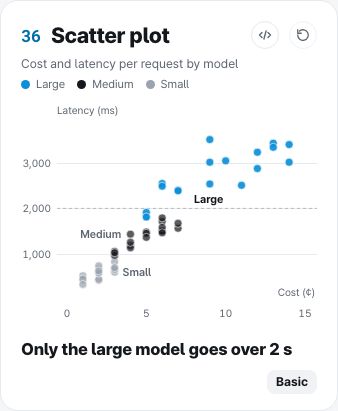 36 Scatter plot
Cost and latency per request by model
Large Medium Small
Latency (ms)
3,000
2,000
Large
Medium
1,000
Small
Cost (¢)
0 5 10 15
Only the large model goes over 2 s
Basic